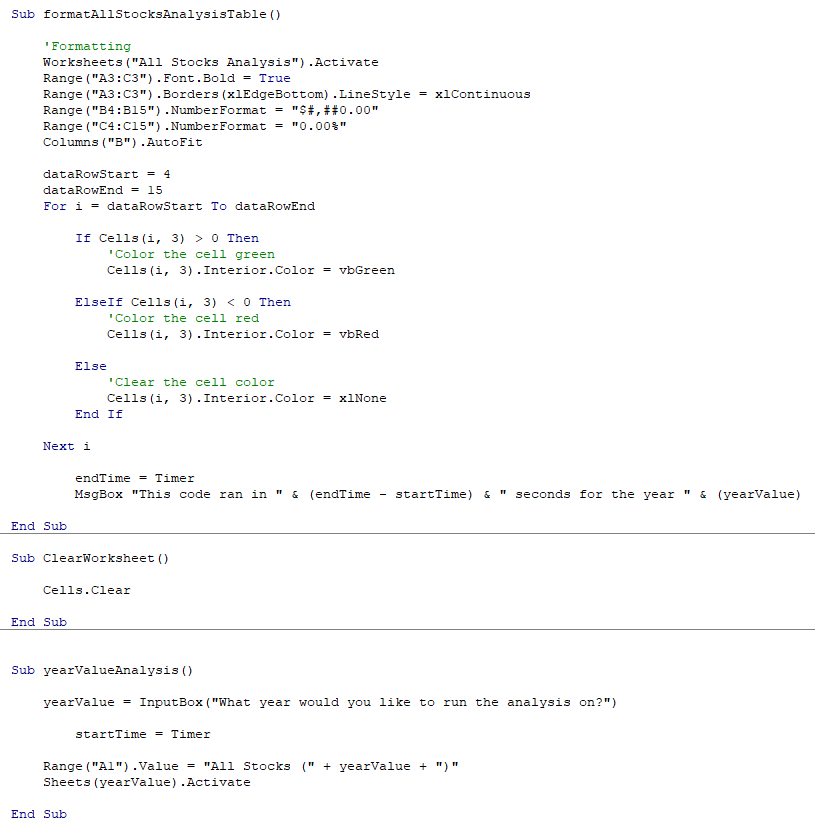 Sub formatAllStocksAnalysisTable()
'Formatting
Worksheets("All Stocks Analysis").Activate
Range("A3:C3").Font.Bold = True
Range("A3:C3").Borders(xlEdgeBottom).LineStyle = xlContinuous
Range("B4:B15").NumberFormat = "$#,##0.00"
Range("C4:C15").NumberFormat = "0.00%"
Columns("B").AutoFit
dataRowStart = 4
dataRowEnd = 15
For i = dataRowStart To dataRowEnd
If Cells(i, 3) > 0 Then
'Color the cell green
Cells(i, 3).Interior.Color = vbGreen
ElseIf Cells(i, 3) < 0 Then
'Color the cell red
Cells(i, 3).Interior.Color = vbRed
Else
'Clear the cell color
Cells(i, 3).Interior.Color = xlNone
End If
Next i
endTime = Timer
MsgBox "This code ran in " & (endTime - startTime) & " seconds for the year " & (yearValue)
End Sub
Sub ClearWorksheet()
Cells.Clear
End Sub
Sub yearValueAnalysis()
yearValue = InputBox("What year would you like to run the analysis on?")
startTime = Timer
Range("A1").Value = "All Stocks (" + yearValue + ")"
Sheets(yearValue).Activate
End Sub